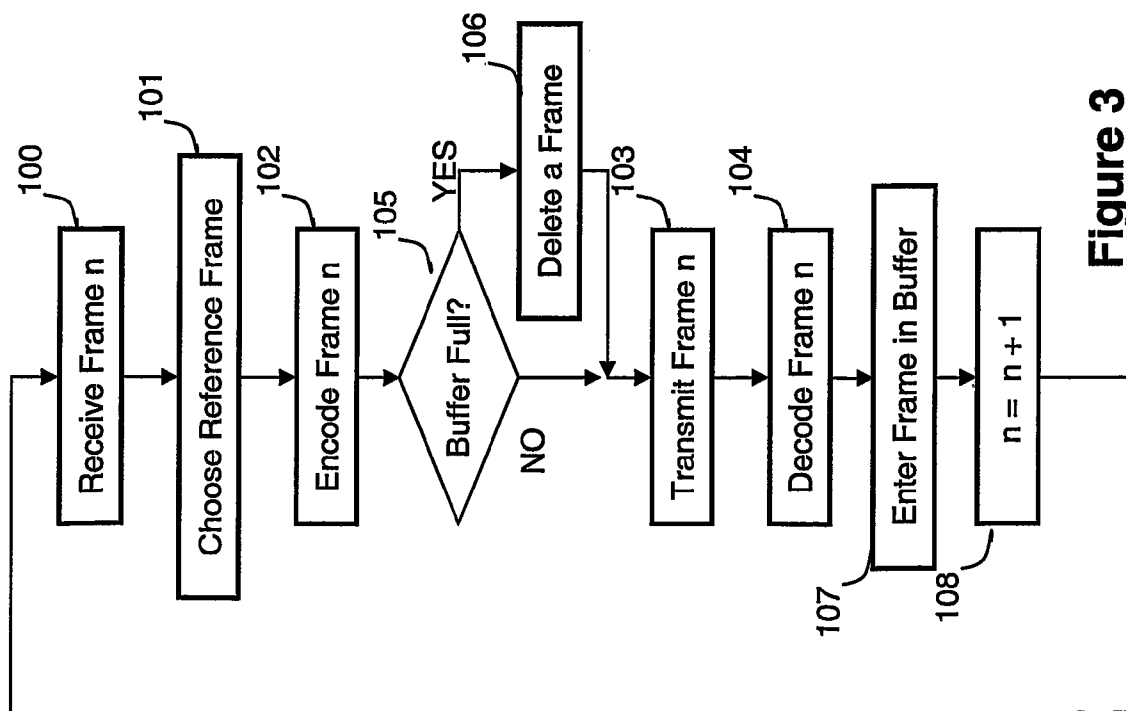 100
Receive Frame n
101
Choose Reference Frame
102
Encode Frame n
105
Buffer Full?
YES
NO
106
Delete a Frame
103
Transmit Frame n
104
Decode Frame n
107
Enter Frame in Buffer
108
n = n + 1
Figure 3